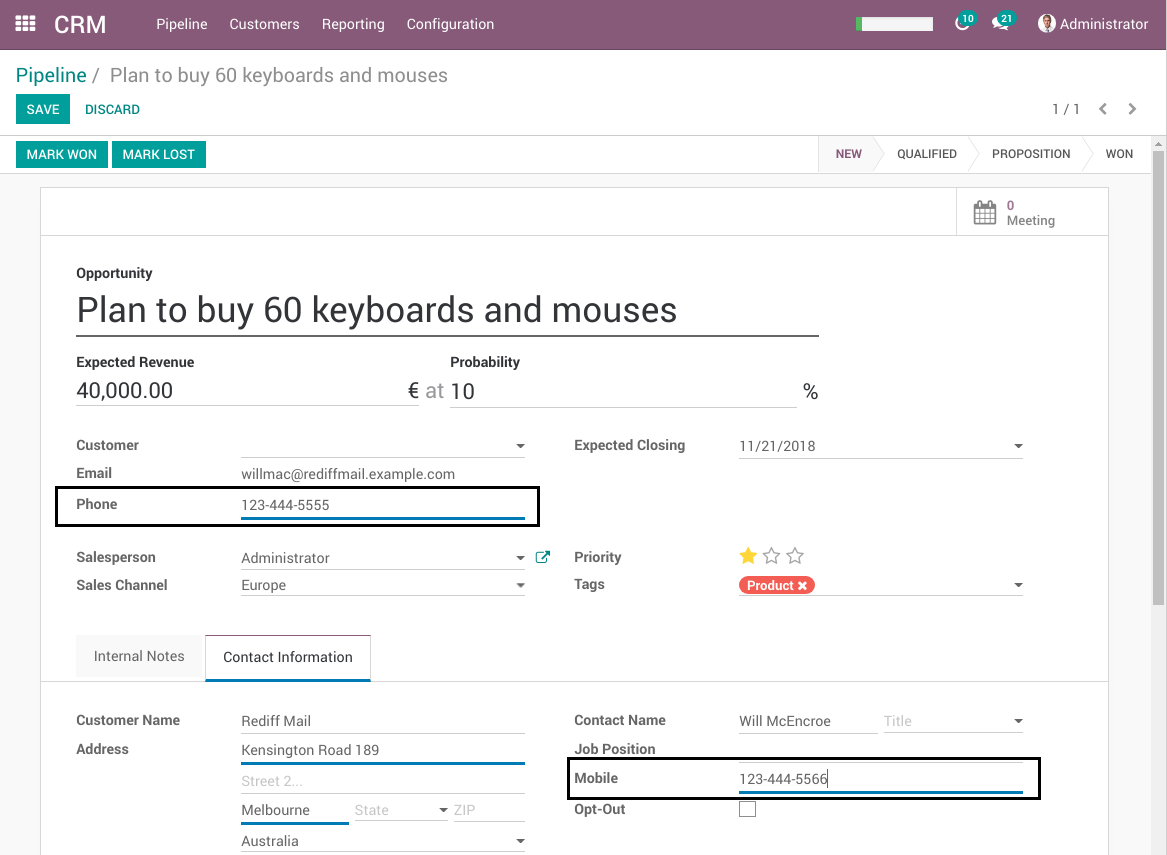 CRM Pipeline Customers Reporting Configuration 10 21 Administrator
Pipeline / Plan to buy 60 keyboards and mouses
SAVE DISCARD 1 / 1
MARK WON MARK LOST NEW QUALIFIED PROPOSITION WON
0
Meeting
Opportunity
Plan to buy 60 keyboards and mouses
Expected Revenue Probability
40,000.00 € at 10 %
Customer Expected Closing 11/21/2018
Email willmac@rediffmail.example.com
Phone 123-444-5555
Salesperson Administrator Priority
Sales Channel Europe Tags Product ✖
Internal Notes Contact Information
Customer Name Rediff Mail Contact Name Will McEncroe Title
Address Kensington Road 189 Job Position
Street 2... Mobile 123-444-5566
Melbourne State ZIP Opt-Out
Australia